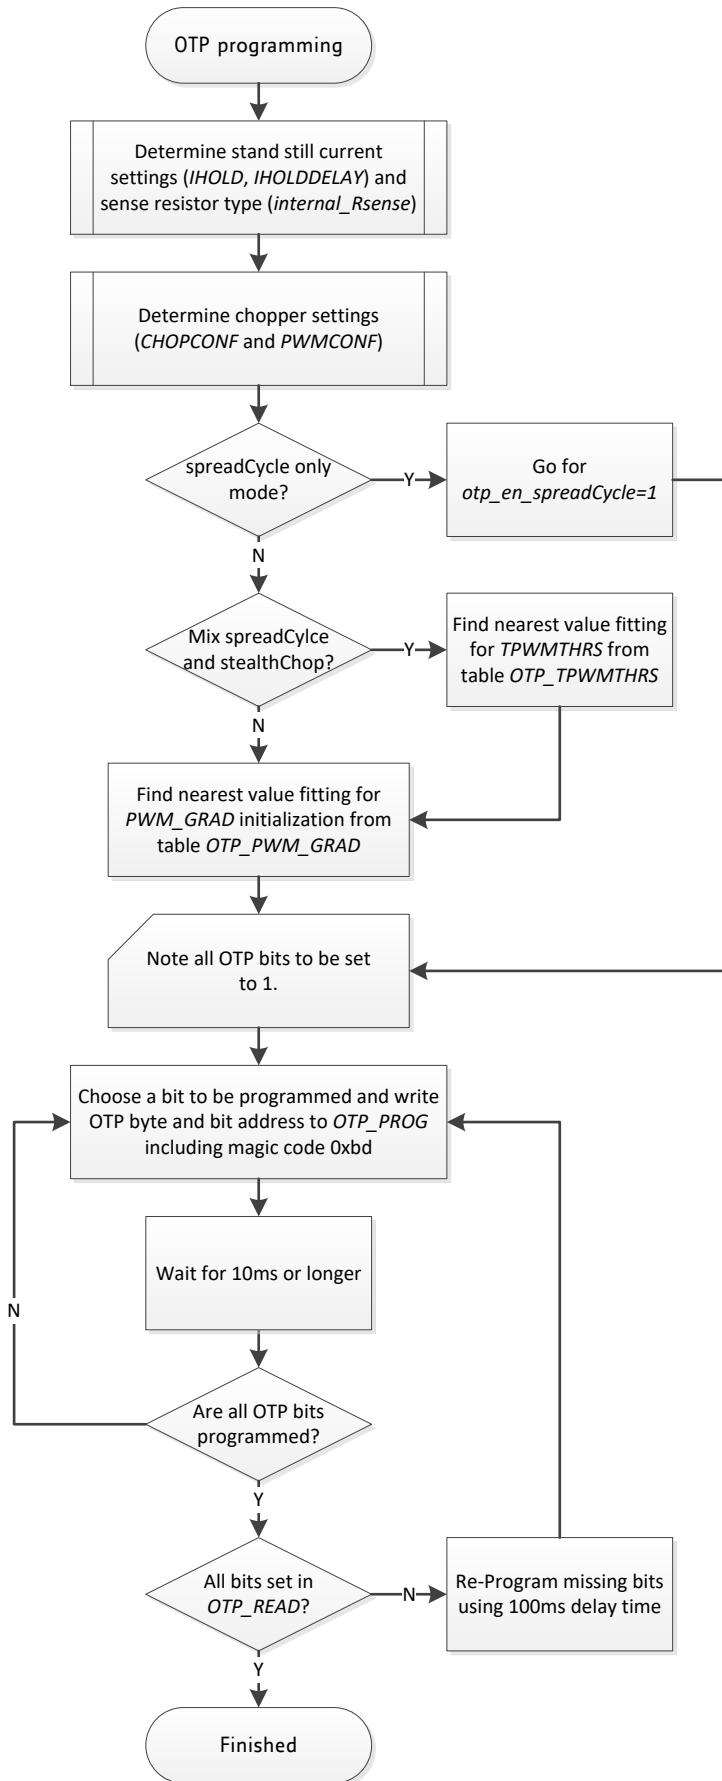 OTP programming
Determine stand still current
settings (IHOLD, IHOLDDELAY) and
sense resistor type (internal_Rsense)
Determine chopper settings
(CHOPCONF and PWMCONF)
spreadCycle only
mode?
Y
Go for
otp_en_spreadCycle=1
N
Mix spreadCylce
and stealthChop?
Y
Find nearest value fitting
for TPWMTHRS from
table OTP_TPWMTHRS
N
Find nearest value fitting for
PWM_GRAD initialization from
table OTP_PWM_GRAD
Note all OTP bits to be set
to 1.
Choose a bit to be programmed and write
OTP byte and bit address to OTP_PROG
including magic code 0xbd
Wait for 10ms or longer
N
Are all OTP bits
programmed?
Y
All bits set in
OTP_READ?
N
Re-Program missing bits
using 100ms delay time
Y
Finished